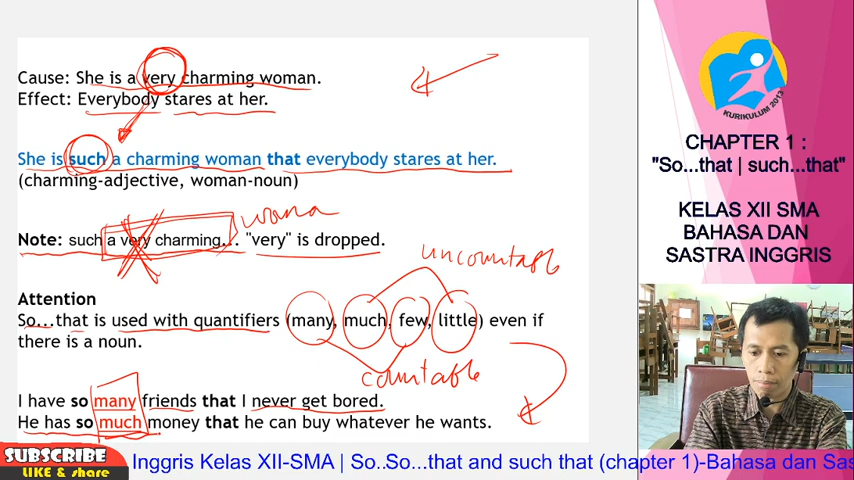 Cause: She is a very charming woman.
Effect: Everybody stares at her.
She is such a charming woman that everybody stares at her.
(charming-adjective, woman-noun)
woman
Note: such a very charming... "very" is dropped.
uncountable
Attention
So...that is used with quantifiers (many, much, few, little) even if
there is a noun.
countable
I have so many friends that I never get bored.
He has so much money that he can buy whatever he wants.
KURIKULUM 2013
CHAPTER 1 :
"So...that | such...that"
KELAS XII SMA
BAHASA DAN
SASTRA INGGRIS
SUBSCRIBE
LIKE & share
Inggris Kelas XII-SMA | So..So...that and such that (chapter 1)-Bahasa dan Sas